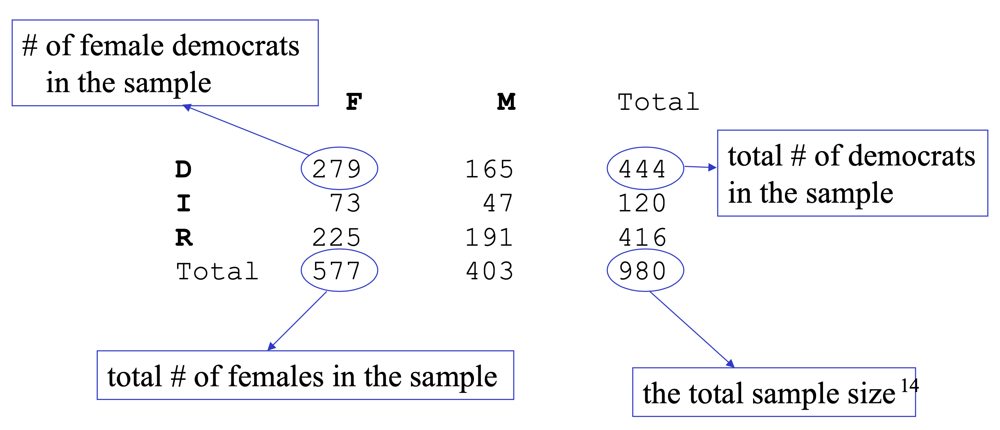 # of female democrats
in the sample
F M Total
D 279 165 444
I 73 47 120
R 225 191 416
Total 577 403 980
total # of democrats
in the sample
total # of females in the sample
the total sample size
14